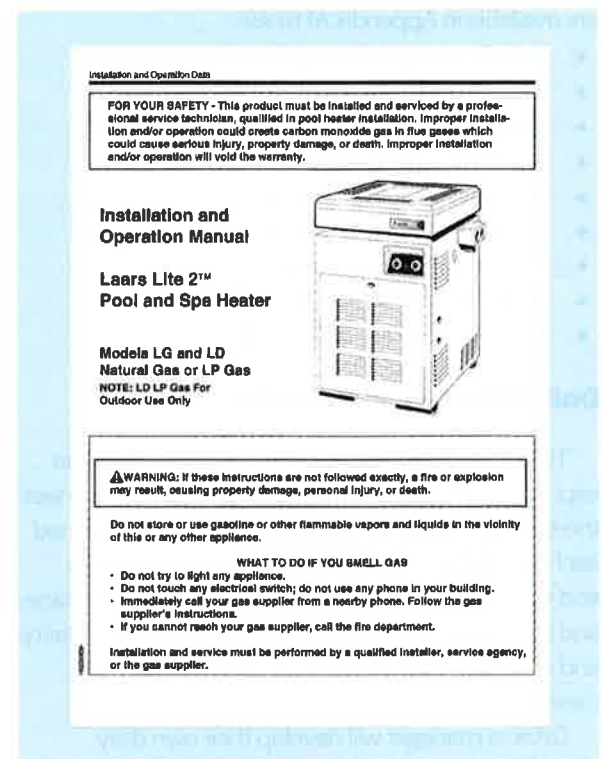 Installation and Operation Data
FOR YOUR SAFETY - This product must be installed and serviced by a profes-
sional service technician, qualified in pool heater installation. Improper installa-
tion and/or operation could create carbon monoxide gas in flue gases which
could cause serious injury, property damage, or death. Improper installation
and/or operation will void the warranty.
Installation and
Operation Manual
Laars Lite 2™
Pool and Spa Heater
Models LG and LD
Natural Gas or LP Gas
NOTE: LD LP Gas For
Outdoor Use Only
⚠WARNING: If these instructions are not followed exactly, a fire or explosion
may result, causing property damage, personal injury, or death.
Do not store or use gasoline or other flammable vapors and liquids in the vicinity
of this or any other appliance.
WHAT TO DO IF YOU SMELL GAS
• Do not try to light any appliance.
• Do not touch any electrical switch; do not use any phone in your building.
• Immediately call your gas supplier from a nearby phone. Follow the gas
supplier's instructions.
• If you cannot reach your gas supplier, call the fire department.
Installation and service must be performed by a qualified installer, service agency,
or the gas supplier.